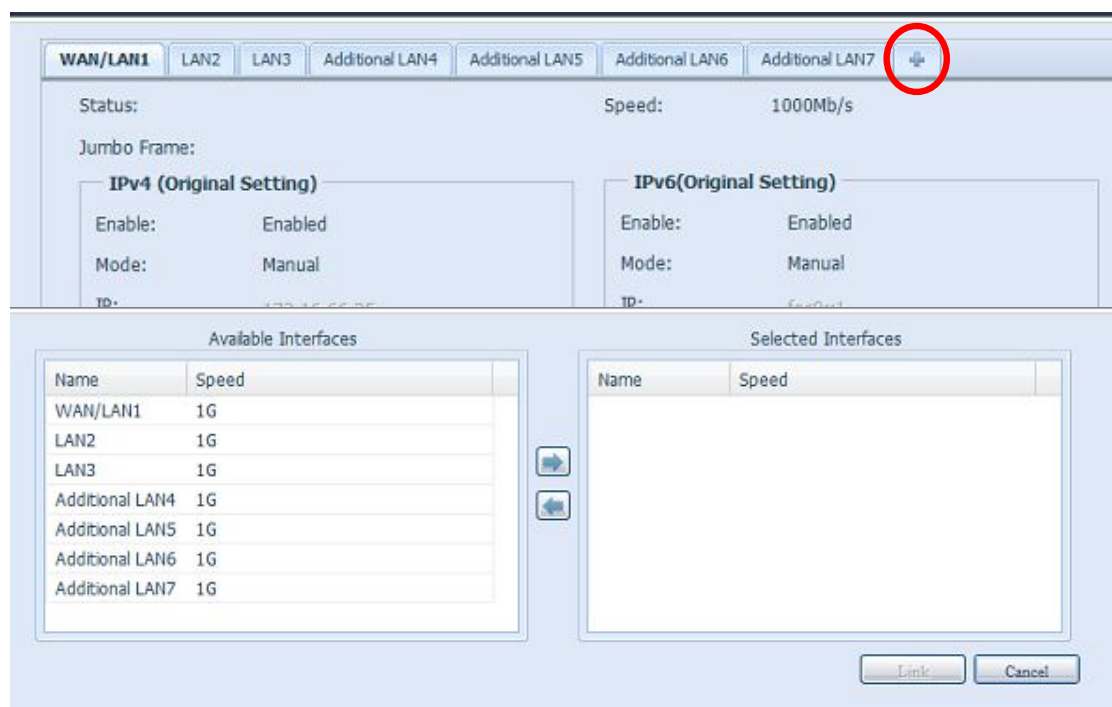 WAN/LAN1 LAN2 LAN3 Additional LAN4 Additional LAN5 Additional LAN6 Additional LAN7
Status: Speed: 1000Mb/s
Jumbo Frame:
IPv4 (Original Setting) IPv6(Original Setting)
Enable: Enabled Enable: Enabled
Mode: Manual Mode: Manual
IP: IP:
Available Interfaces Selected Interfaces
Name Speed Name Speed
WAN/LAN1 1G
LAN2 1G
LAN3 1G
Additional LAN4 1G
Additional LAN5 1G
Additional LAN6 1G
Additional LAN7 1G
Link Cancel